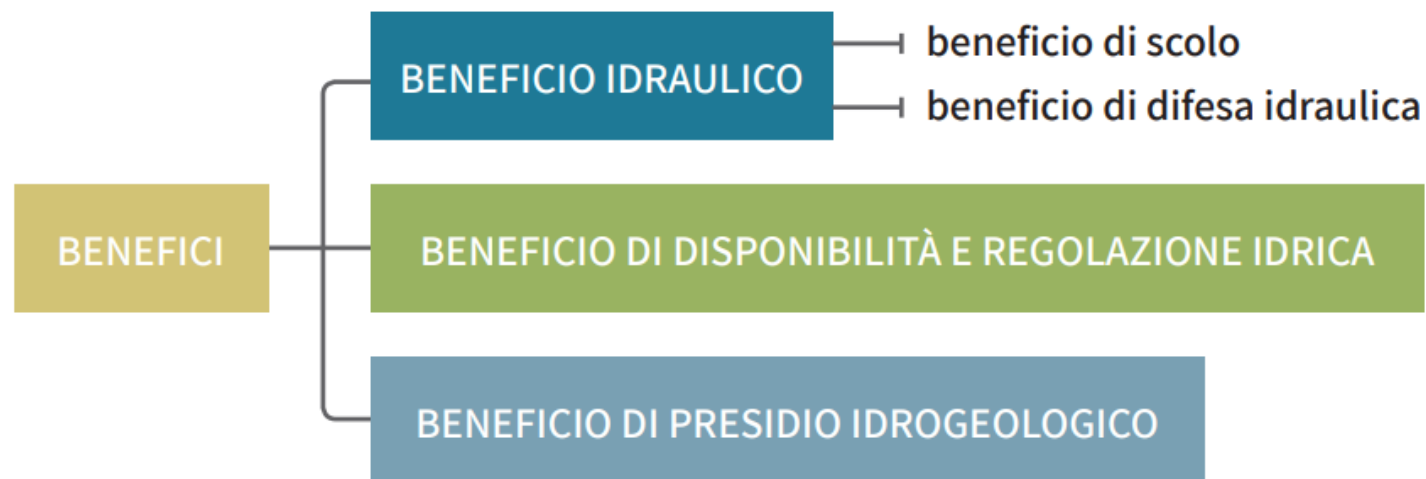 BENEFICIO IDRAULICO
beneficio di scolo
beneficio di difesa idraulica
BENEFICI
BENEFICIO DI DISPONIBILITÀ E REGOLAZIONE IDRICA
BENEFICIO DI PRESIDIO IDROGEOLOGICO